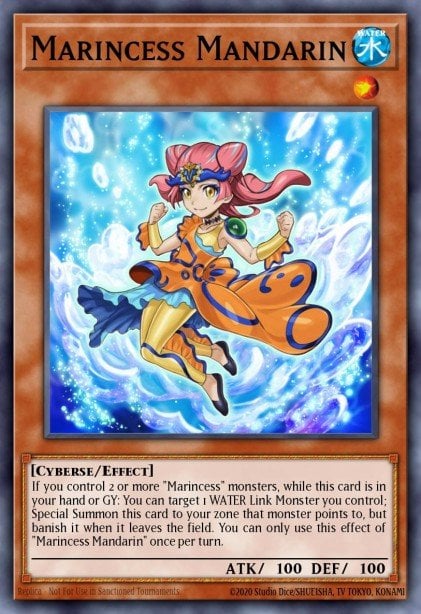 MARINCESS MANDARIN
WATER
水
[CYBERSE/EFFECT]
If you control 2 or more "Marincess" monsters, while this card is in
your hand or GY: You can target 1 WATER Link Monster you control;
Special Summon this card to your zone that monster points to, but
banish it when it leaves the field. You can only use this effect of
"Marincess Mandarin" once per turn.
ATK/ 100 DEF/ 100
Replica - Not For Use in Sanctioned Tournaments
©2020 Studio Dice/SHUEISHA, TV TOKYO, KONAMI